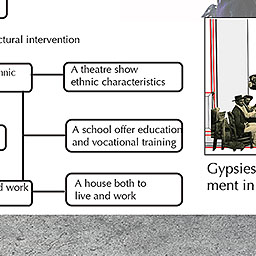 ctural intervention
hnic
A theatre show
ethnic characteristics
A school offer education
and vocational training
d work
A house both to
live and work
Gypsies
ment in